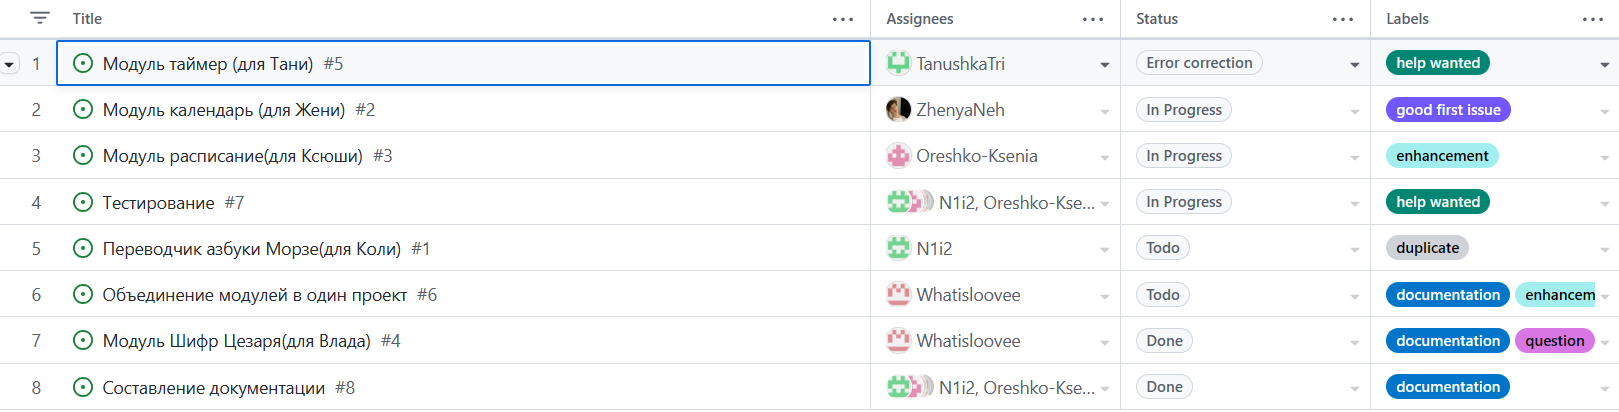 Title ... Assignees ... Status ... Labels ...
1 Модуль таймер (для Тани) #5 TanushkaTri Error correction help wanted
2 Модуль календарь (для Жени) #2 ZhenyaNeh In Progress good first issue
3 Модуль расписание(для Ксюши) #3 Oreshko-Ksenia In Progress enhancement
4 Тестирование #7 N1i2, Oreshko-Kse... In Progress help wanted
5 Переводчик азбуки Морзе(для Коли) #1 N1i2 Todo duplicate
6 Объединение модулей в один проект #6 Whatisloovee Todo documentation enhancem
7 Модуль Шифр Цезаря(для Влада) #4 Whatisloovee Done documentation question
8 Составление документации #8 N1i2, Oreshko-Kse... Done documentation